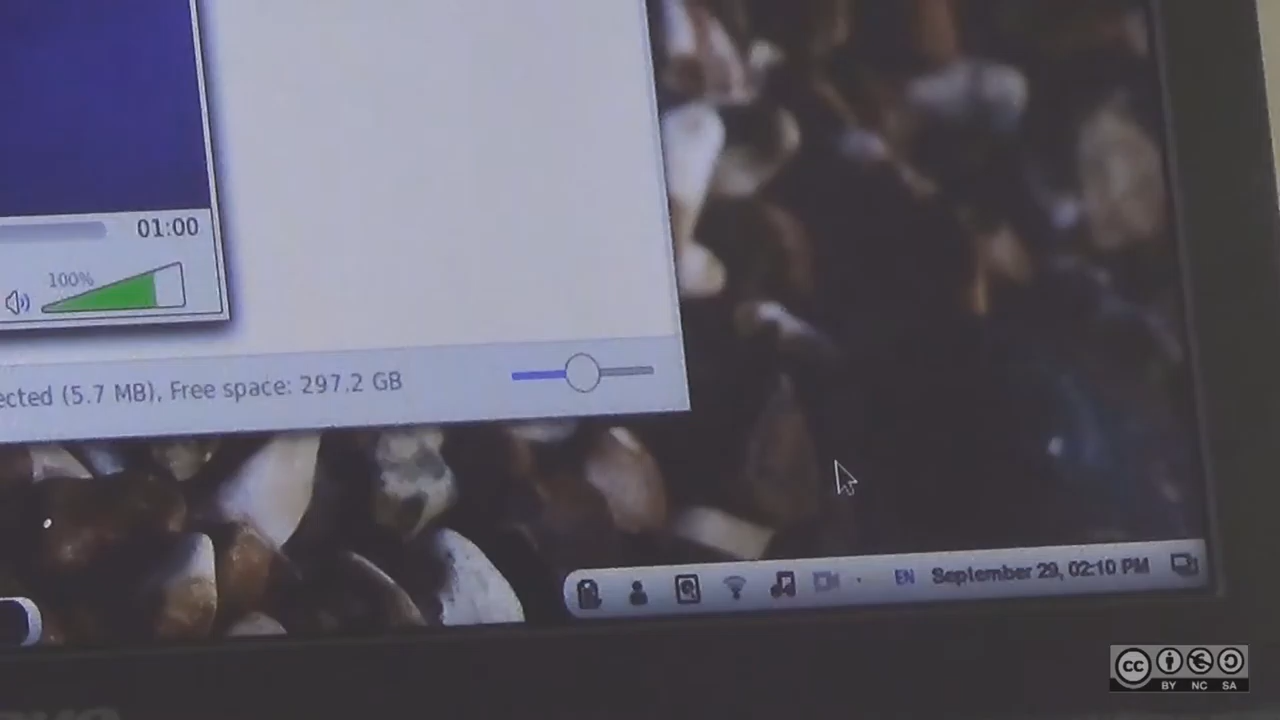 01:00
100%
ected (5.7 MB), Free space: 297.2 GB
EN September 29, 02:10 PM
cc
BY NC SA